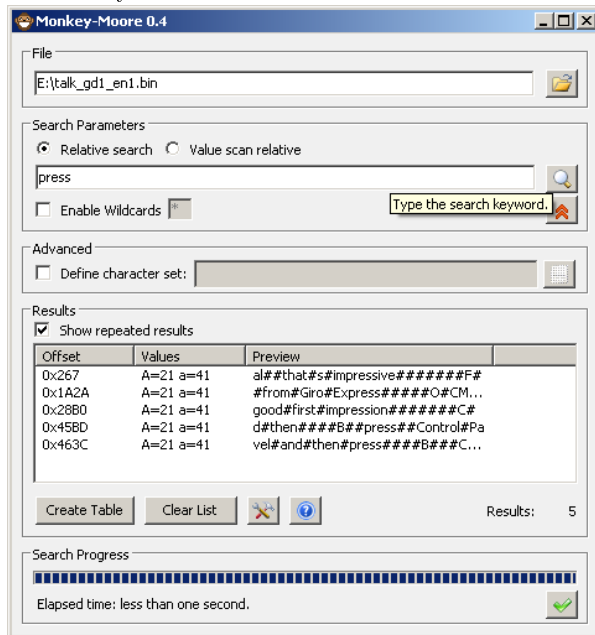 Monkey-Moore 0.4
File
E:\talk_gd1_en1.bin
Search Parameters
Relative search Value scan relative
press
Type the search keyword.
Enable Wildcards *
Advanced
Define character set:
Results
Show repeated results
Offset Values Preview
0x267 A=21 a=41 al##that#s#impressive#######F#
0x1A2A A=21 a=41 #from#Giro#Express#####O#CM...
0x28B0 A=21 a=41 good#first#impression#######C#
0x45BD A=21 a=41 d#then####B##press##Control#Pa
0x463C A=21 a=41 vel#and#then#press####B###C...
Create Table Clear List Results: 5
Search Progress
Elapsed time: less than one second.